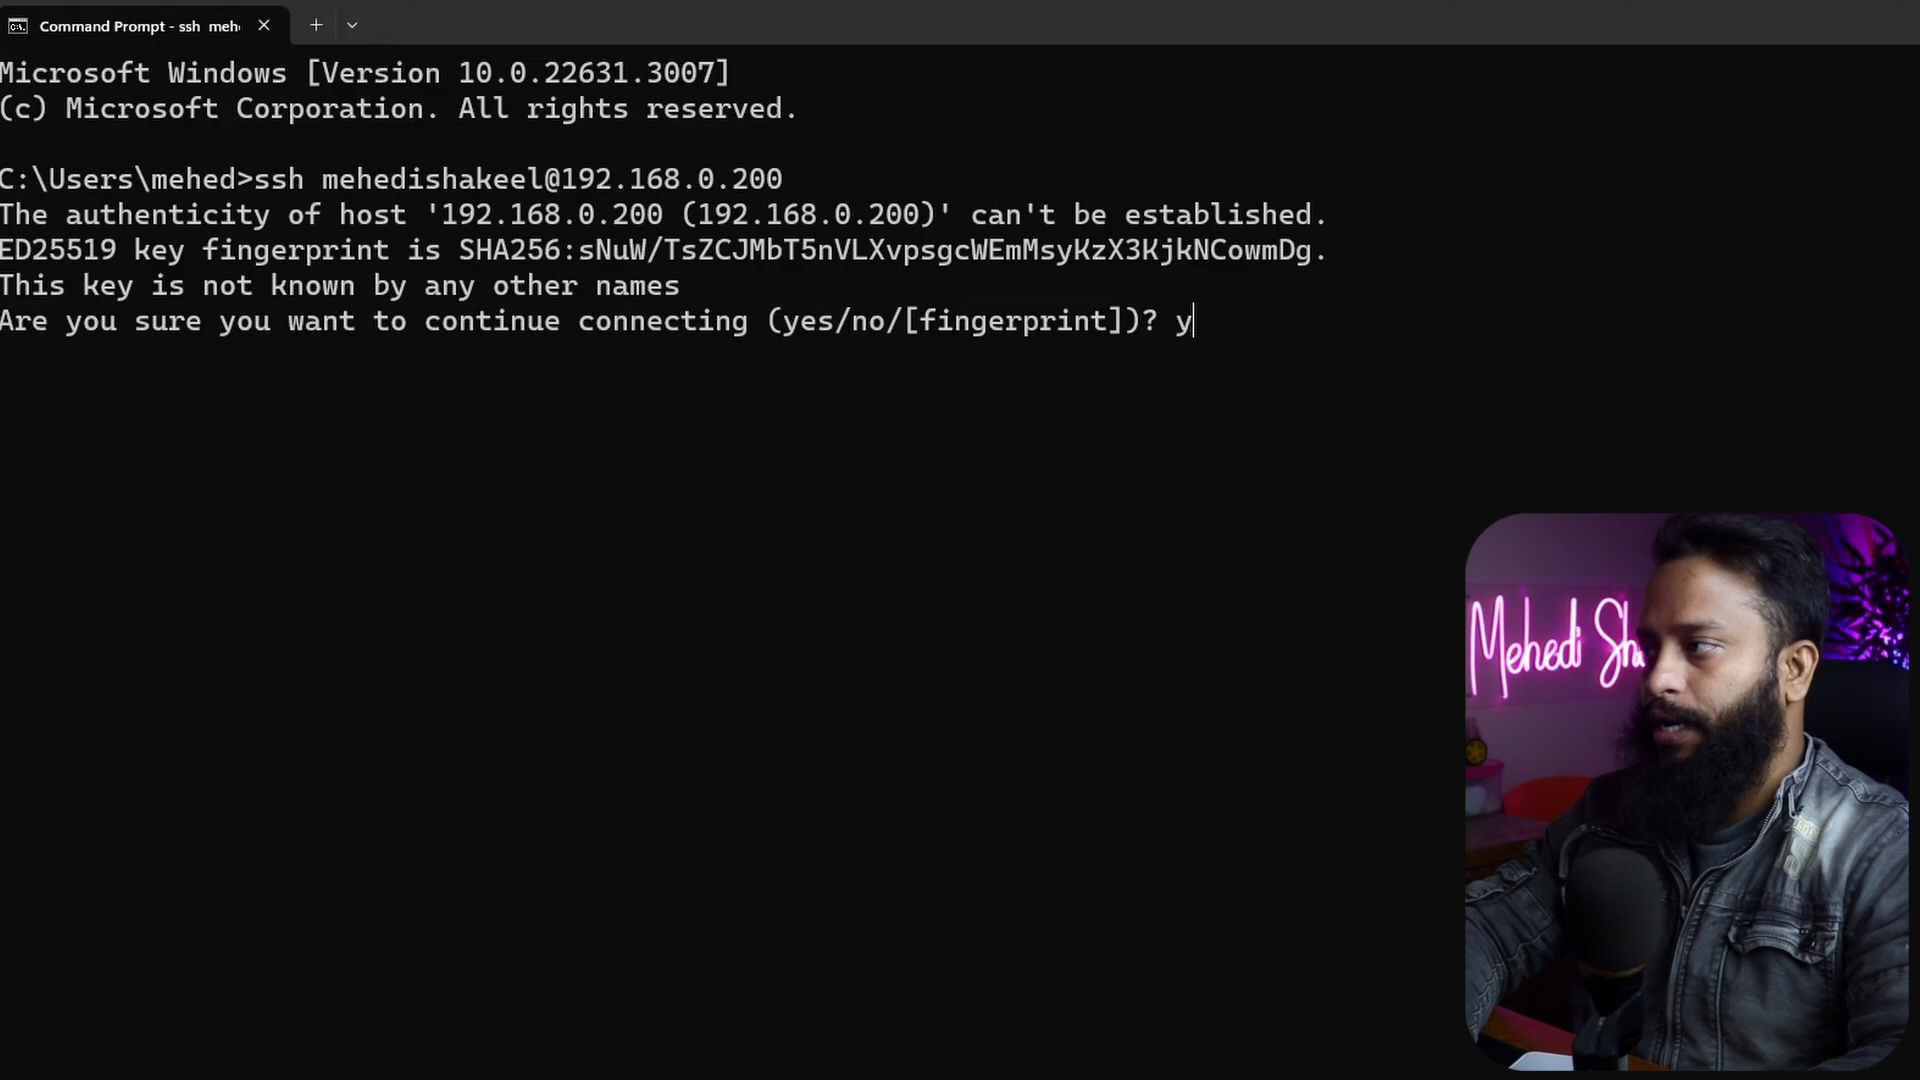 Command Prompt - ssh meh
Microsoft Windows [Version 10.0.22631.3007]
(c) Microsoft Corporation. All rights reserved.
C:\Users\mehed>ssh mehedishakeel@192.168.0.200
The authenticity of host '192.168.0.200 (192.168.0.200)' can't be established.
ED25519 key fingerprint is SHA256:sNuW/TsZCJMbT5nVLXvpsgcWEmMsyKzX3KjkNCowmDg.
This key is not known by any other names
Are you sure you want to continue connecting (yes/no/[fingerprint])? y
Mehedi Sh